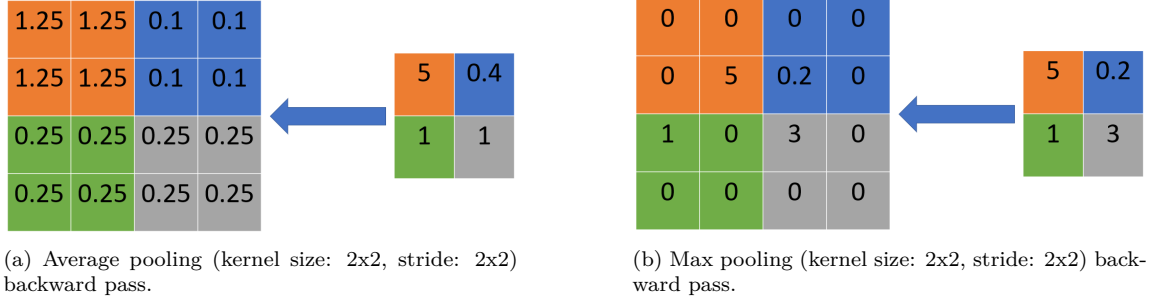 1.25 1.25 0.1 0.1
1.25 1.25 0.1 0.1
0.25 0.25 0.25 0.25
0.25 0.25 0.25 0.25
5 0.4
1 1
(a) Average pooling (kernel size: 2x2, stride: 2x2)
backward pass.
0 0 0 0
0 5 0.2 0
1 0 3 0
0 0 0 0
5 0.2
1 3
(b) Max pooling (kernel size: 2x2, stride: 2x2) back-
ward pass.